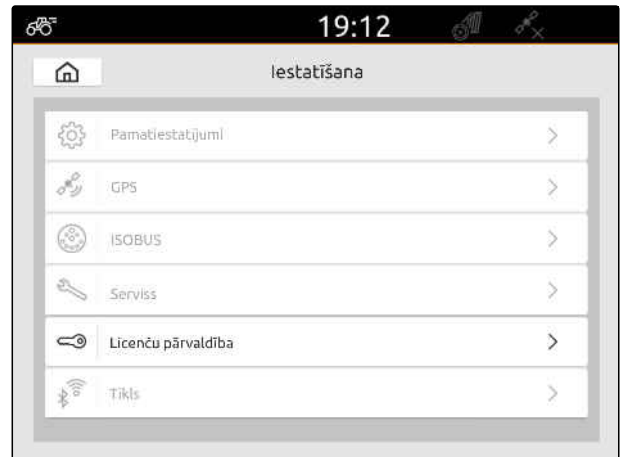 19:12
Iestatīšana
Pamatiestatījumi
GPS
ISOBUS
Serviss
Licenču pārvaldība
Tīkls